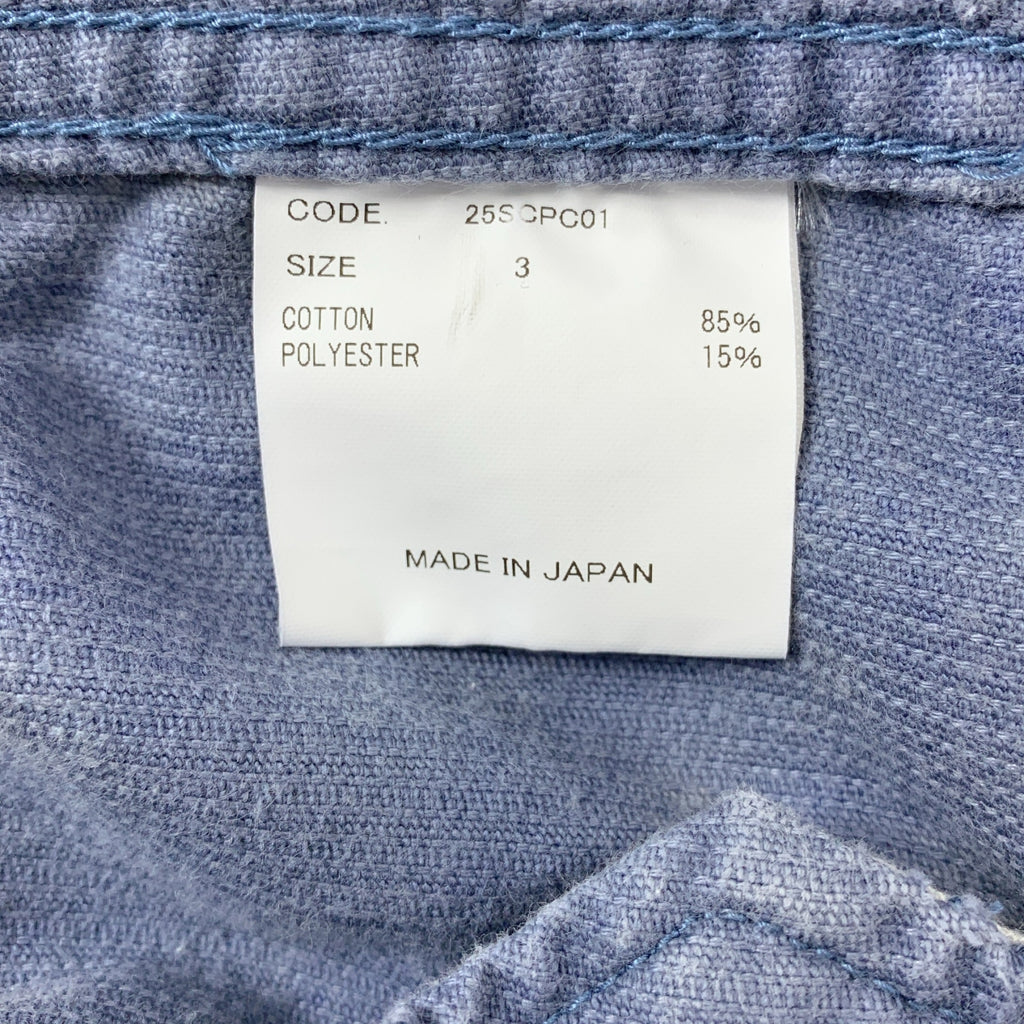 CODE. 25SCPC01
SIZE 3
COTTON 85%
POLYESTER 15%
MADE IN JAPAN